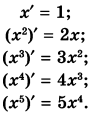 x′ = 1;
(x²)′ = 2x;
(x³)′ = 3x²;
(x⁴)′ = 4x³;
(x⁵)′ = 5x⁴.